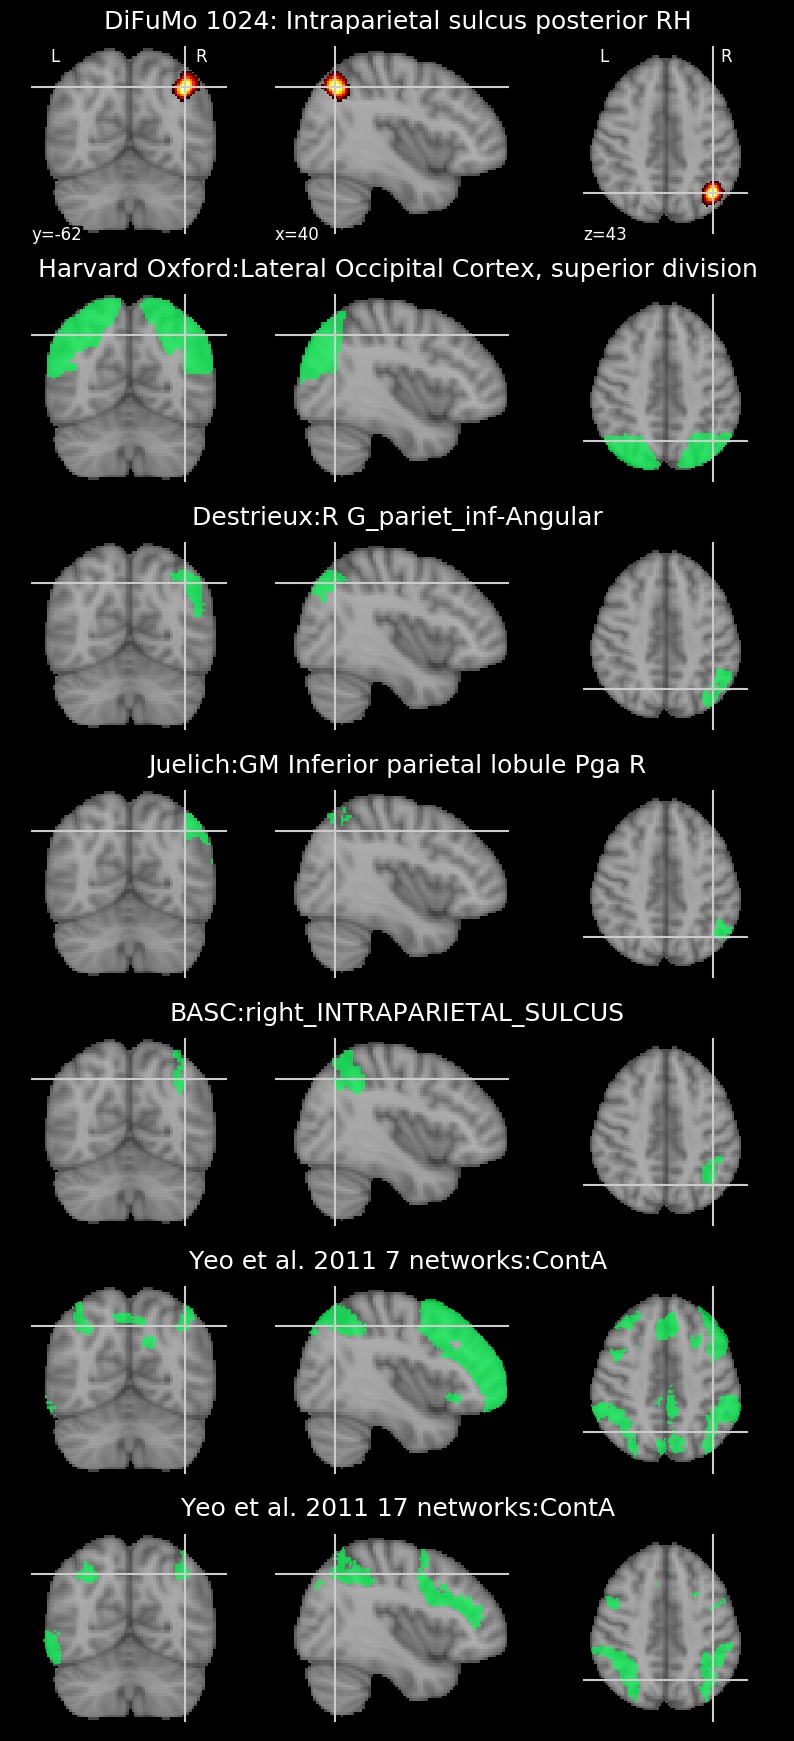 DiFuMo 1024: Intraparietal sulcus posterior RH
L R L R
y=-62 x=40 z=43
Harvard Oxford:Lateral Occipital Cortex, superior division
Destrieux:R G_pariet_inf-Angular
Juelich:GM Inferior parietal lobule Pga R
BASC:right_INTRAPARIETAL_SULCUS
Yeo et al. 2011 7 networks:ContA
Yeo et al. 2011 17 networks:ContA